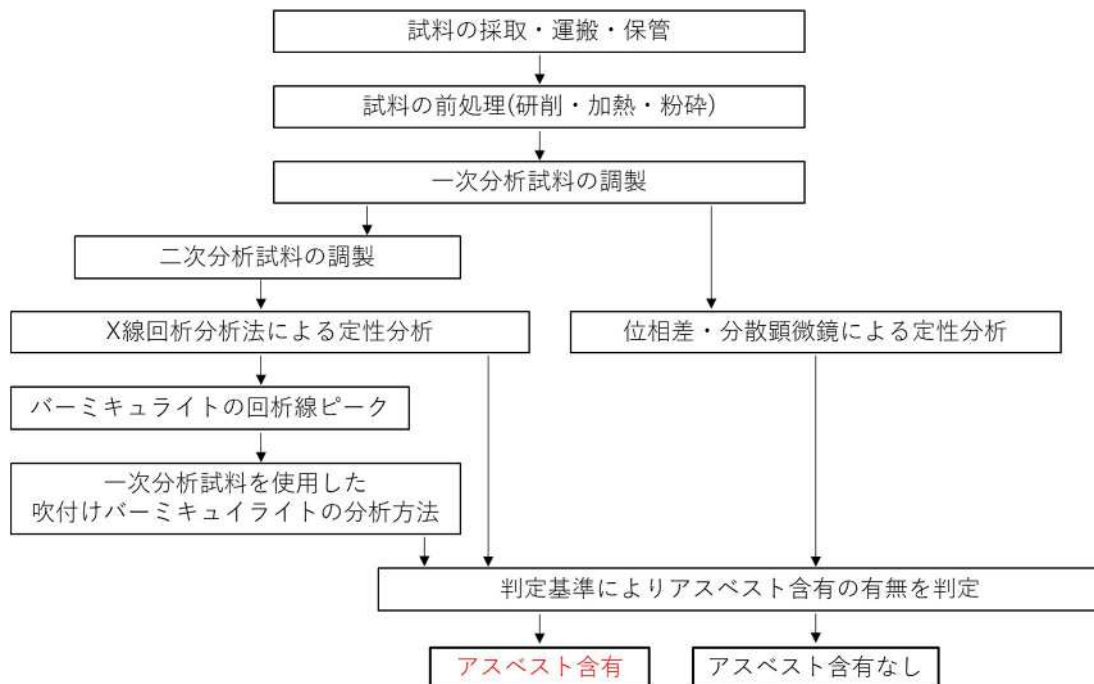 試料の採取・運搬・保管
試料の前処理(研削・加熱・粉砕)
一次分析試料の調製
二次分析試料の調製
X線回析分析法による定性分析
位相差・分散顕微鏡による定性分析
バーミキュライトの回析線ピーク
一次分析試料を使用した
吹付けバーミキュイライトの分析方法
判定基準によりアスベスト含有の有無を判定
アスベスト含有
アスベスト含有なし